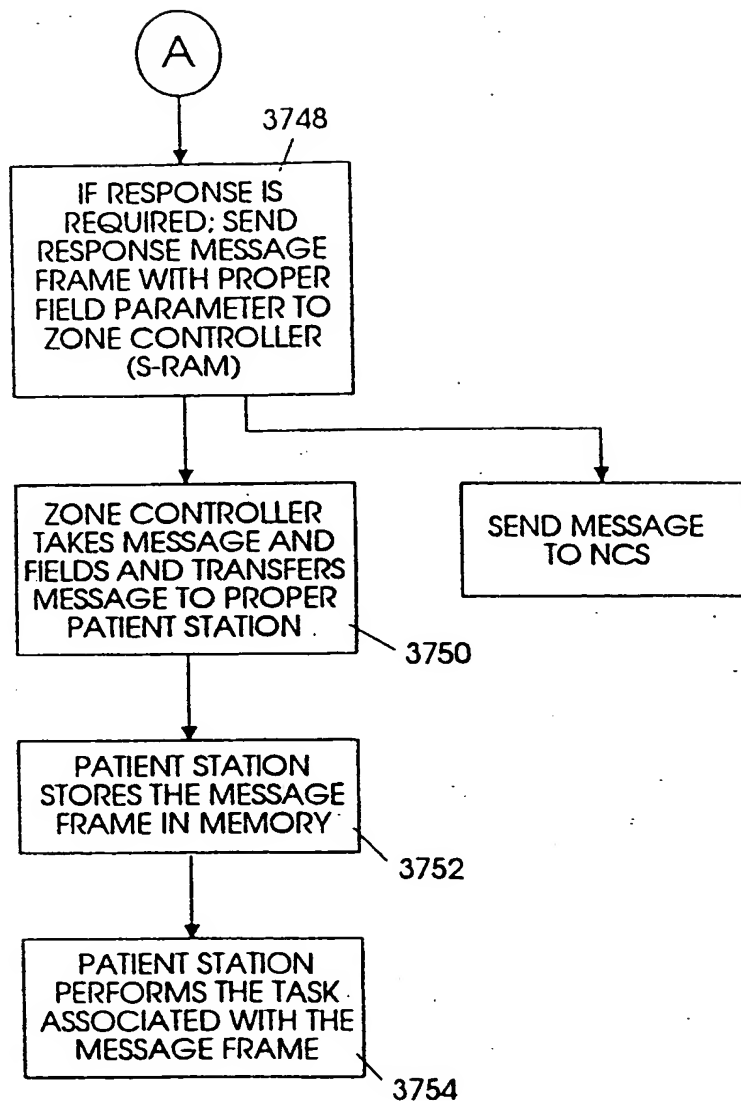 A
3748
IF RESPONSE IS
REQUIRED; SEND
RESPONSE MESSAGE
FRAME WITH PROPER
FIELD PARAMETER TO
ZONE CONTROLLER
(S-RAM)
ZONE CONTROLLER
TAKES MESSAGE AND
FIELDS AND TRANSFERS
MESSAGE TO PROPER
PATIENT STATION
3750
SEND MESSAGE
TO NCS
PATIENT STATION
STORES THE MESSAGE
FRAME IN MEMORY
3752
PATIENT STATION
PERFORMS THE TASK
ASSOCIATED WITH THE
MESSAGE FRAME
3754